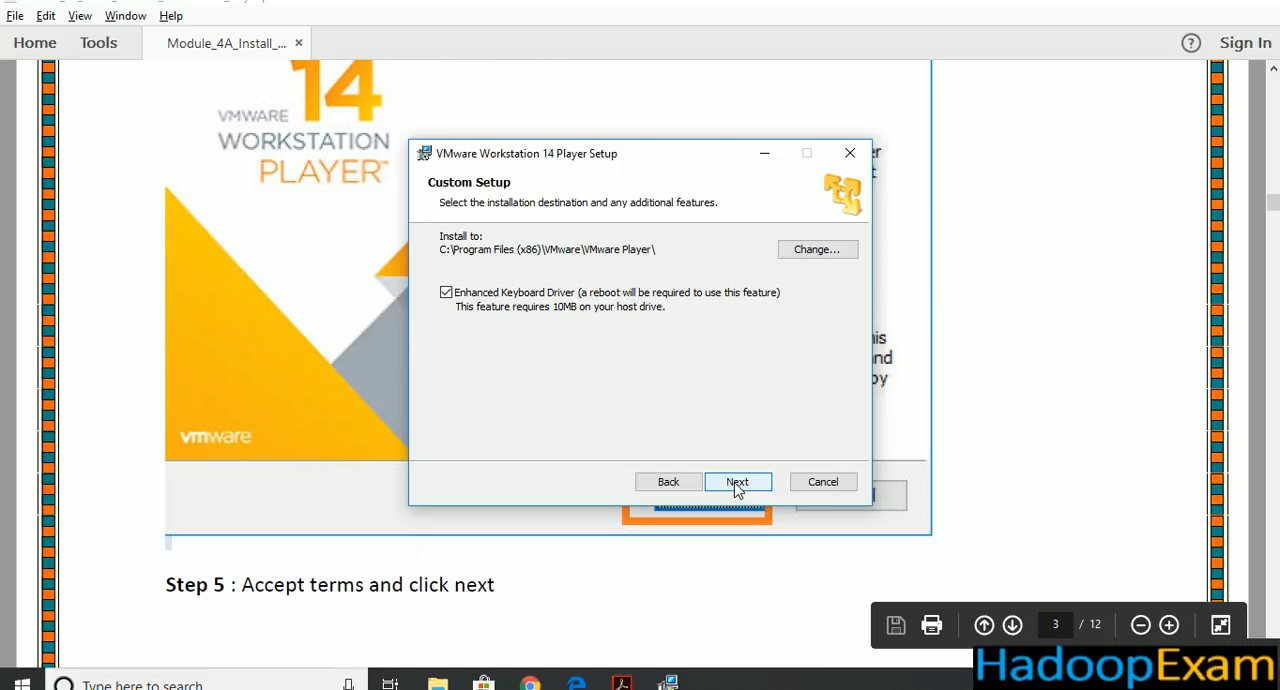 File Edit View Window Help
Home Tools Module_4A_Install_... × ? Sign In
14
VMWARE
WORKSTATION
PLAYER™
VMware Workstation 14 Player Setup
Custom Setup
Select the installation destination and any additional features.
Install to:
C:\Program Files (x86)\VMware\VMware Player\
Change...
Enhanced Keyboard Driver (a reboot will be required to use this feature)
This feature requires 10MB on your host drive.
and
by
vmware
Back Next Cancel
Step 5 : Accept terms and click next
3 / 12
HadoopExam
Type here to search